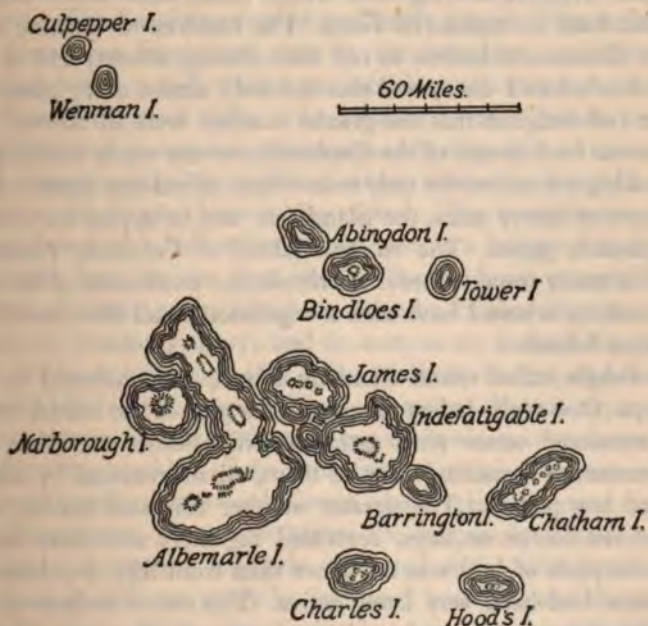 Culpepper I.
Wenman I.
60 Miles.
Abingdon I.
Bindloes I.
Tower I
James I.
Indefatigable I.
Narborough I.
Albemarle I.
Barrington I.
Chatham I.
Charles I.
Hood's I.